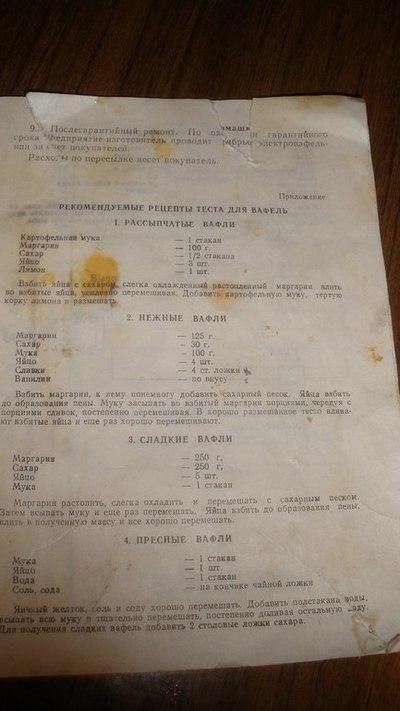 9. Послегарантийный ремонт. По гарантийного
срока предприятие-изготовитель проводит электровафель-
ниц за счет покупателей.
по пересылке несет покупатель.
Приложение
РЕКОМЕНДУЕМЫЕ РЕЦЕПТЫ ТЕСТА ДЛЯ ВАФЕЛЬ
1. РАССЫПЧАТЫЕ ВАФЛИ
Картофельная мука — 1 стакан
Маргарин — 100 г.
Сахар — 1/2 стакана
Яйцо — 3 шт.
Лимон — 1 шт.
Взбить яйца с сахаром, слегка охлажденный растопленный маргарин влить
во взбитые яйца, усиленно перемешивая. Добавить картофельную муку, тертую
корку лимона и размешать.
2. НЕЖНЫЕ ВАФЛИ
Маргарин — 125 г.
Сахар — 30 г.
Мука — 100 г.
Яйцо — 4 шт.
Сливки — 4 ст. ложки
Ванилин — по вкусу
Взбить маргарин, к нему понемногу добавить сахарный песок. Яйца взбить
до образования пены. Муку засыпать во взбитый маргарин порциями, чередуя с
порциями сливок, постепенно перемешивая. В хорошо размешанное тесто влива-
ют взбитые яйца и еще раз хорошо перемешивают.
3. СЛАДКИЕ ВАФЛИ
Маргарин — 250 г.
Сахар — 250 г,
Яйцо — 5 шт.
Мука — 1 стакан
Маргарин растопить, слегка охладить и перемешать с сахарным песком.
Затем всыпать муку и еще раз перемешать. Яйца взбить до образования пены,
влить в полученную массу и все хорошо перемешать.
4. ПРЕСНЫЕ ВАФЛИ
Мука — 1 стакан
Яйцо — 1 шт.
Вода — 1 стакан
Соль, сода — на кончике чайной ложки
Яичный желток, соль и соду хорошо перемешать. Добавить полстакана воды,
всыпать всю муку и тщательно перемешать, постепенно доливая остальную воду.
Для получения сладких вафель добавить 2 столовые ложки сахара.
5